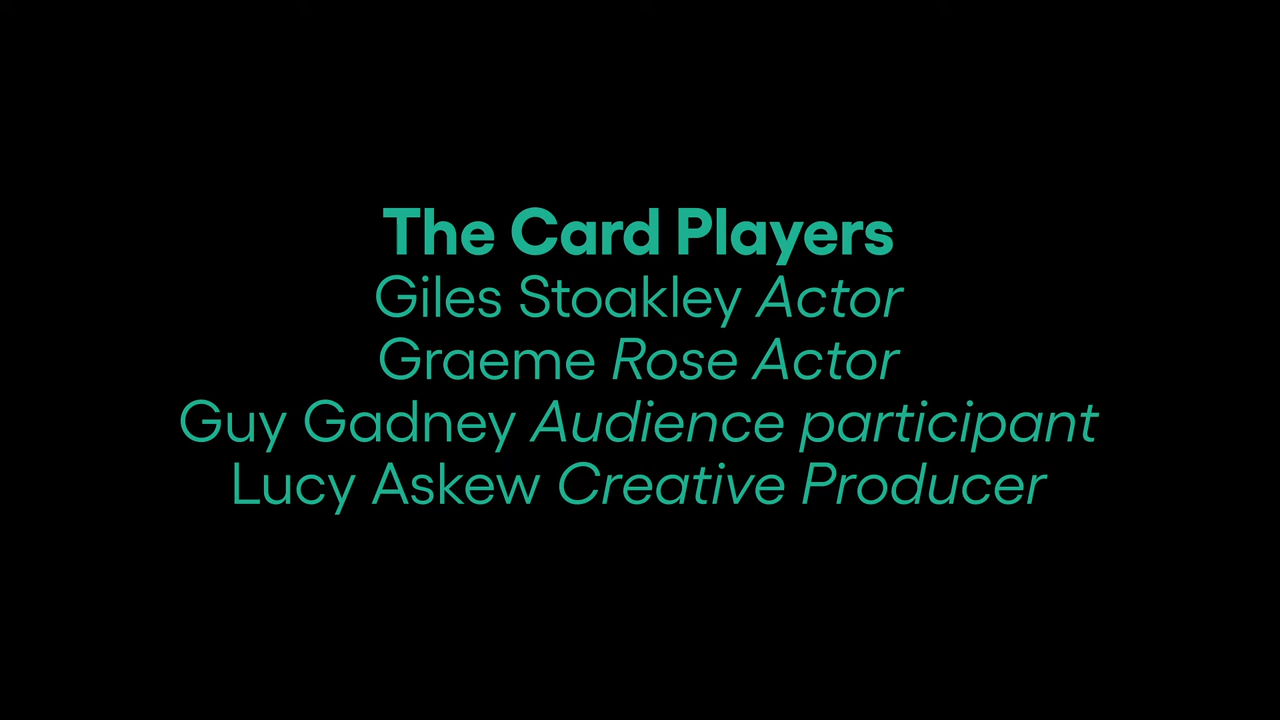 The Card Players
Giles Stoakley Actor
Graeme Rose Actor
Guy Gadney Audience participant
Lucy Askew Creative Producer